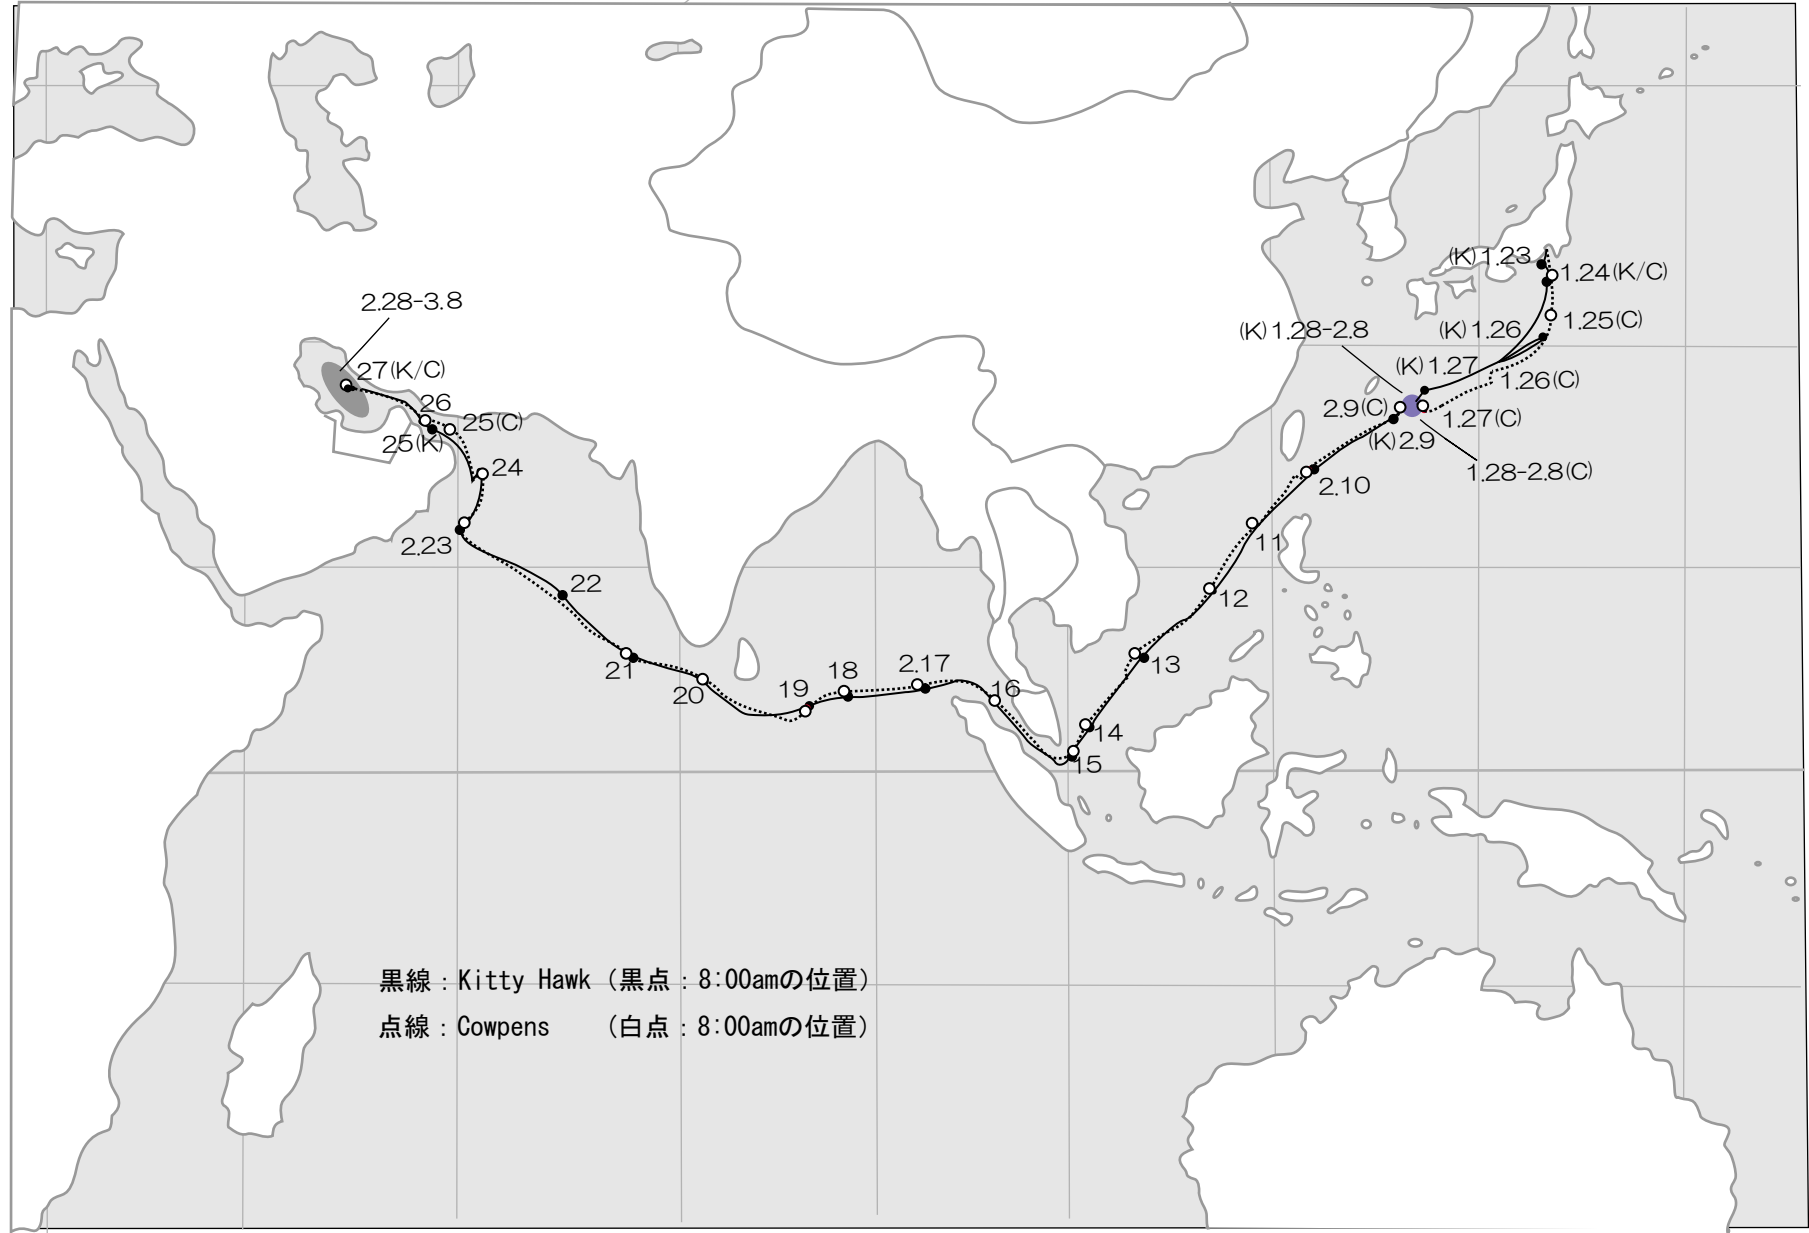 (K)1.23
1.24(K/C)
2.28-3.8
1.25(C)
(K)1.28-2.8
(K)1.26
(K)1.27
27(K/C)
1.26(C)
26
2.9(C)
1.27(C)
25(C)
25(K)
(K)2.9
24
1.28-2.8(C)
2.10
2.23
11
22
12
21
18
2.17
13
20
19
16
14
15
黒線：Kitty Hawk（黒点：8:00amの位置）
点線：Cowpens （白点：8:00amの位置）